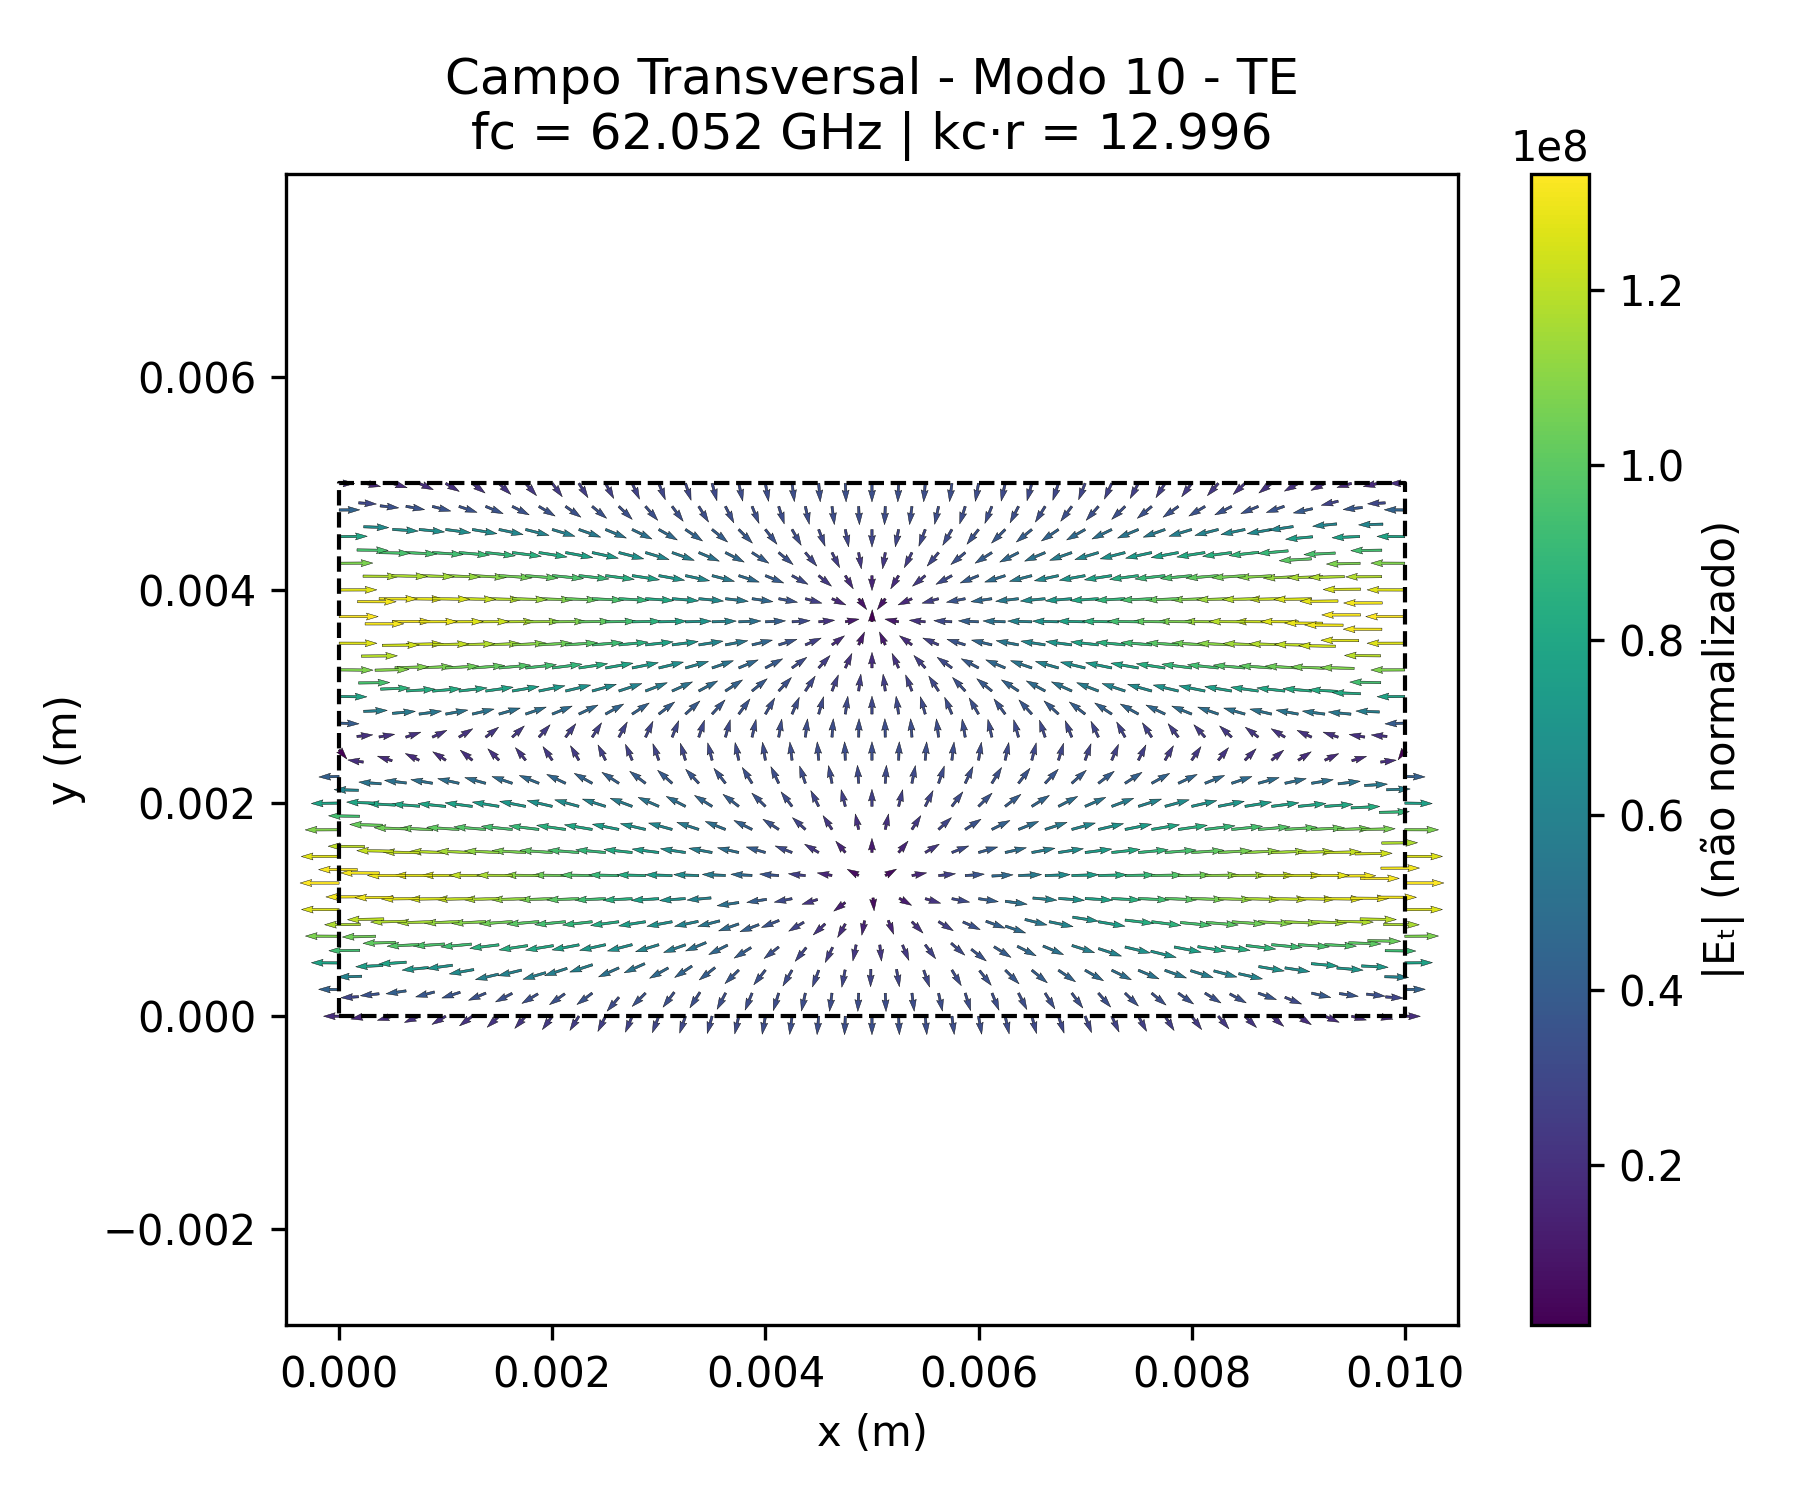 Campo Transversal - Modo 10 - TE
fc = 62.052 GHz | kc·r = 12.996
1e8
1.2
1.0
0.8
0.6
0.4
0.2
|Eₜ| (não normalizado)
0.006
0.004
0.002
0.000
−0.002
y (m)
0.000 0.002 0.004 0.006 0.008 0.010
x (m)